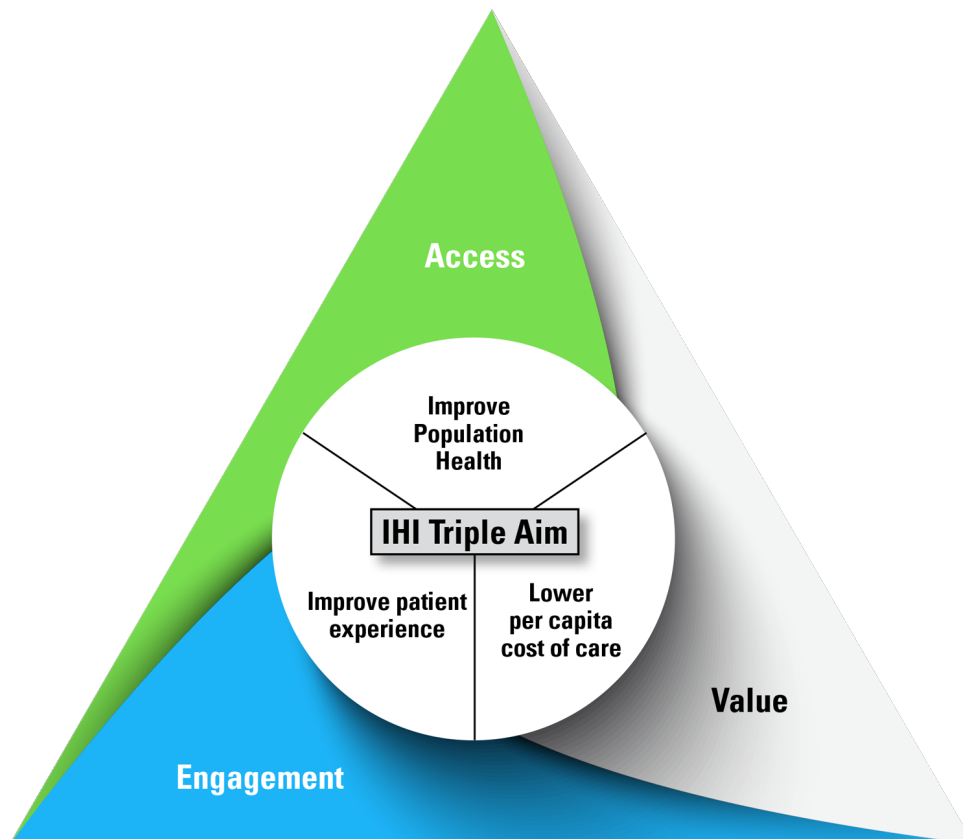 Access
Improve
Population
Health
IHI Triple Aim
Improve patient
experience
Lower
per capita
cost of care
Value
Engagement